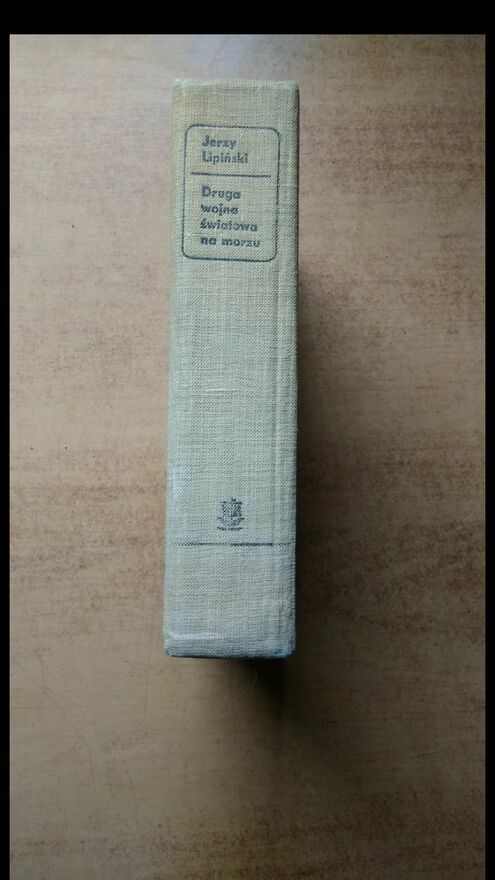 Jerzy
Lipiński
Druga
wojna
światowa
na morzu